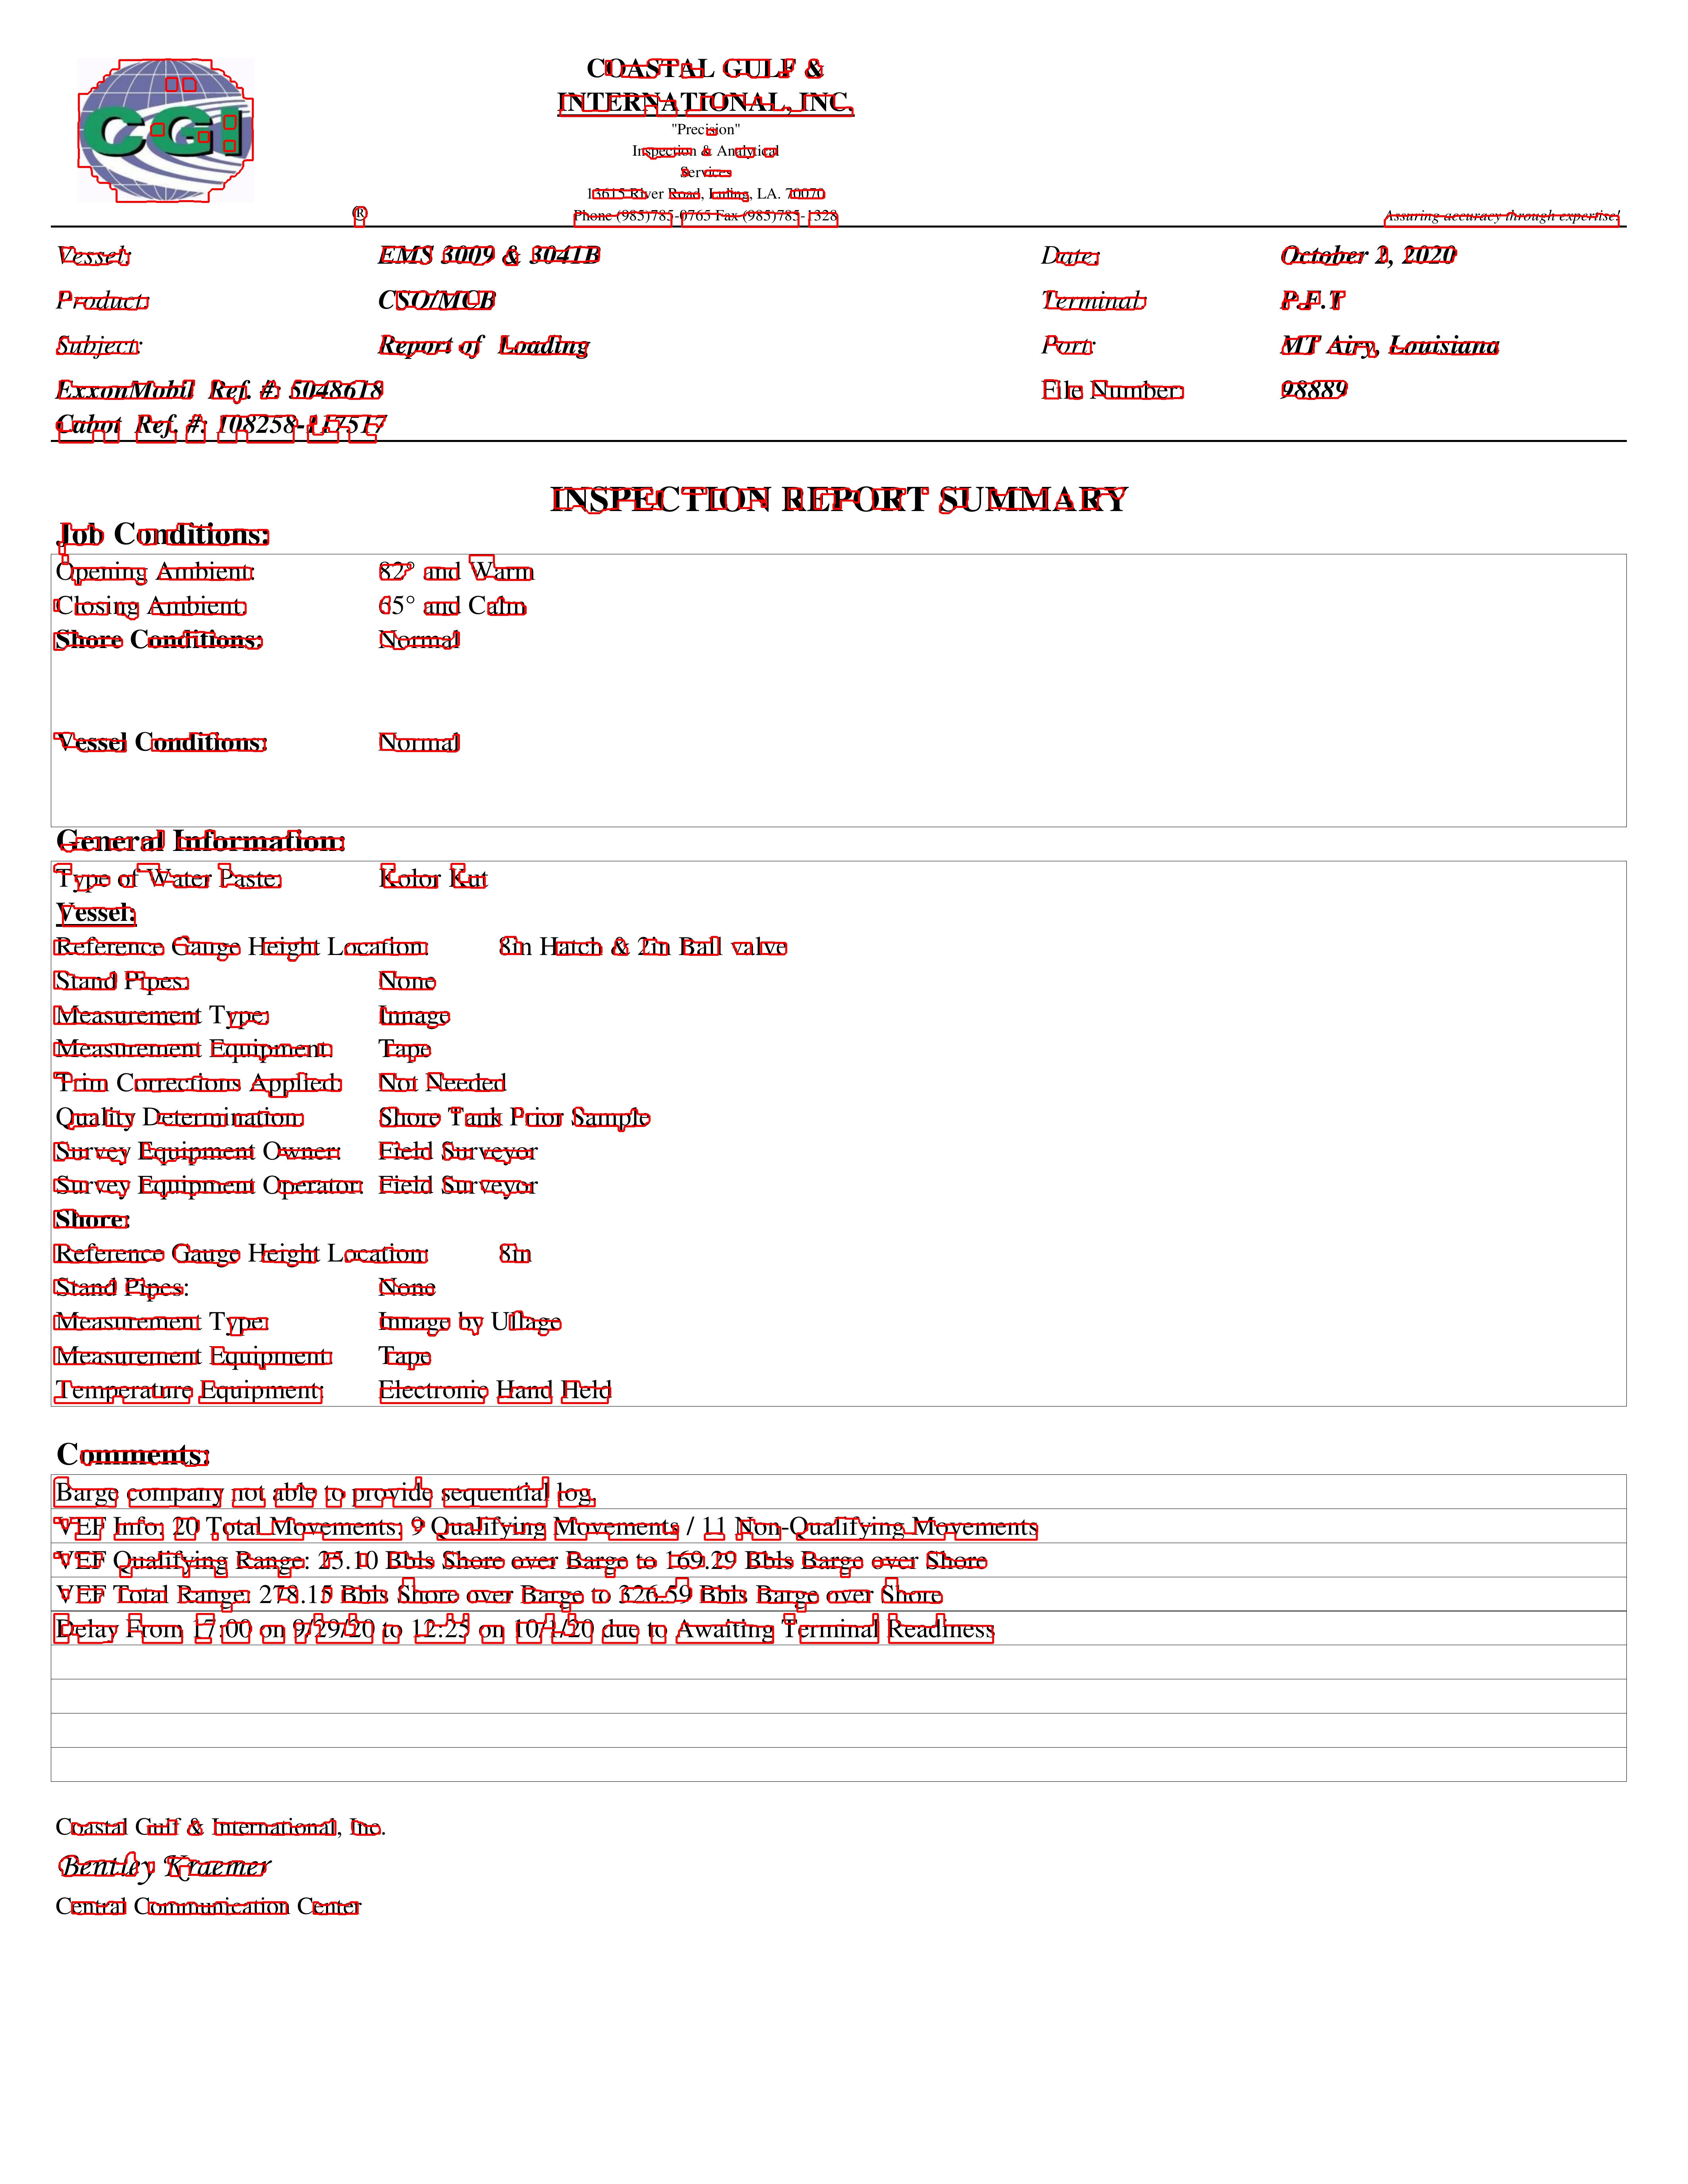 CGI
COASTAL GULF &
INTERNATIONAL, INC.
"Precision"
Inspection & Analytical
Services
13615 River Road, Luling, LA. 70070
® Phone (985)785-0765 Fax (985)785-1328 Assuring accuracy through expertise!
Vessel: EMS 3009 & 3041B Date: October 2, 2020
Product: CSO/MCB Terminal: P.F.T
Subject: Report of Loading Port: MT Airy, Louisiana
ExxonMobil Ref. #: 5048618 File Number: 98889
Cabot Ref. #: 108258-117517
INSPECTION REPORT SUMMARY
Job Conditions:
Opening Ambient: 82° and Warm
Closing Ambient: 65° and Calm
Shore Conditions: Normal
Vessel Conditions: Normal
General Information:
Type of Water Paste: Kolor Kut
Vessel:
Reference Gauge Height Location: 8in Hatch & 2in Ball valve
Stand Pipes: None
Measurement Type: Innage
Measurement Equipment: Tape
Trim Corrections Applied: Not Needed
Quality Determination: Shore Tank Prior Sample
Survey Equipment Owner: Field Surveyor
Survey Equipment Operator: Field Surveyor
Shore:
Reference Gauge Height Location: 8in
Stand Pipes: None
Measurement Type: Innage by Ullage
Measurement Equipment: Tape
Temperature Equipment: Electronic Hand Held
Comments:
Barge company not able to provide sequential log.
VEF Info: 20 Total Movements: 9 Qualifying Movements / 11 Non-Qualifying Movements
VEF Qualifying Range: 25.10 Bbls Shore over Barge to 169.29 Bbls Barge over Shore
VEF Total Range: 278.15 Bbls Shore over Barge to 326.59 Bbls Barge over Shore
Delay From 17:00 on 9/29/20 to 12:25 on 10/1/20 due to Awaiting Terminal Readiness
Coastal Gulf & International, Inc.
Bentley Kraemer
Central Communication Center